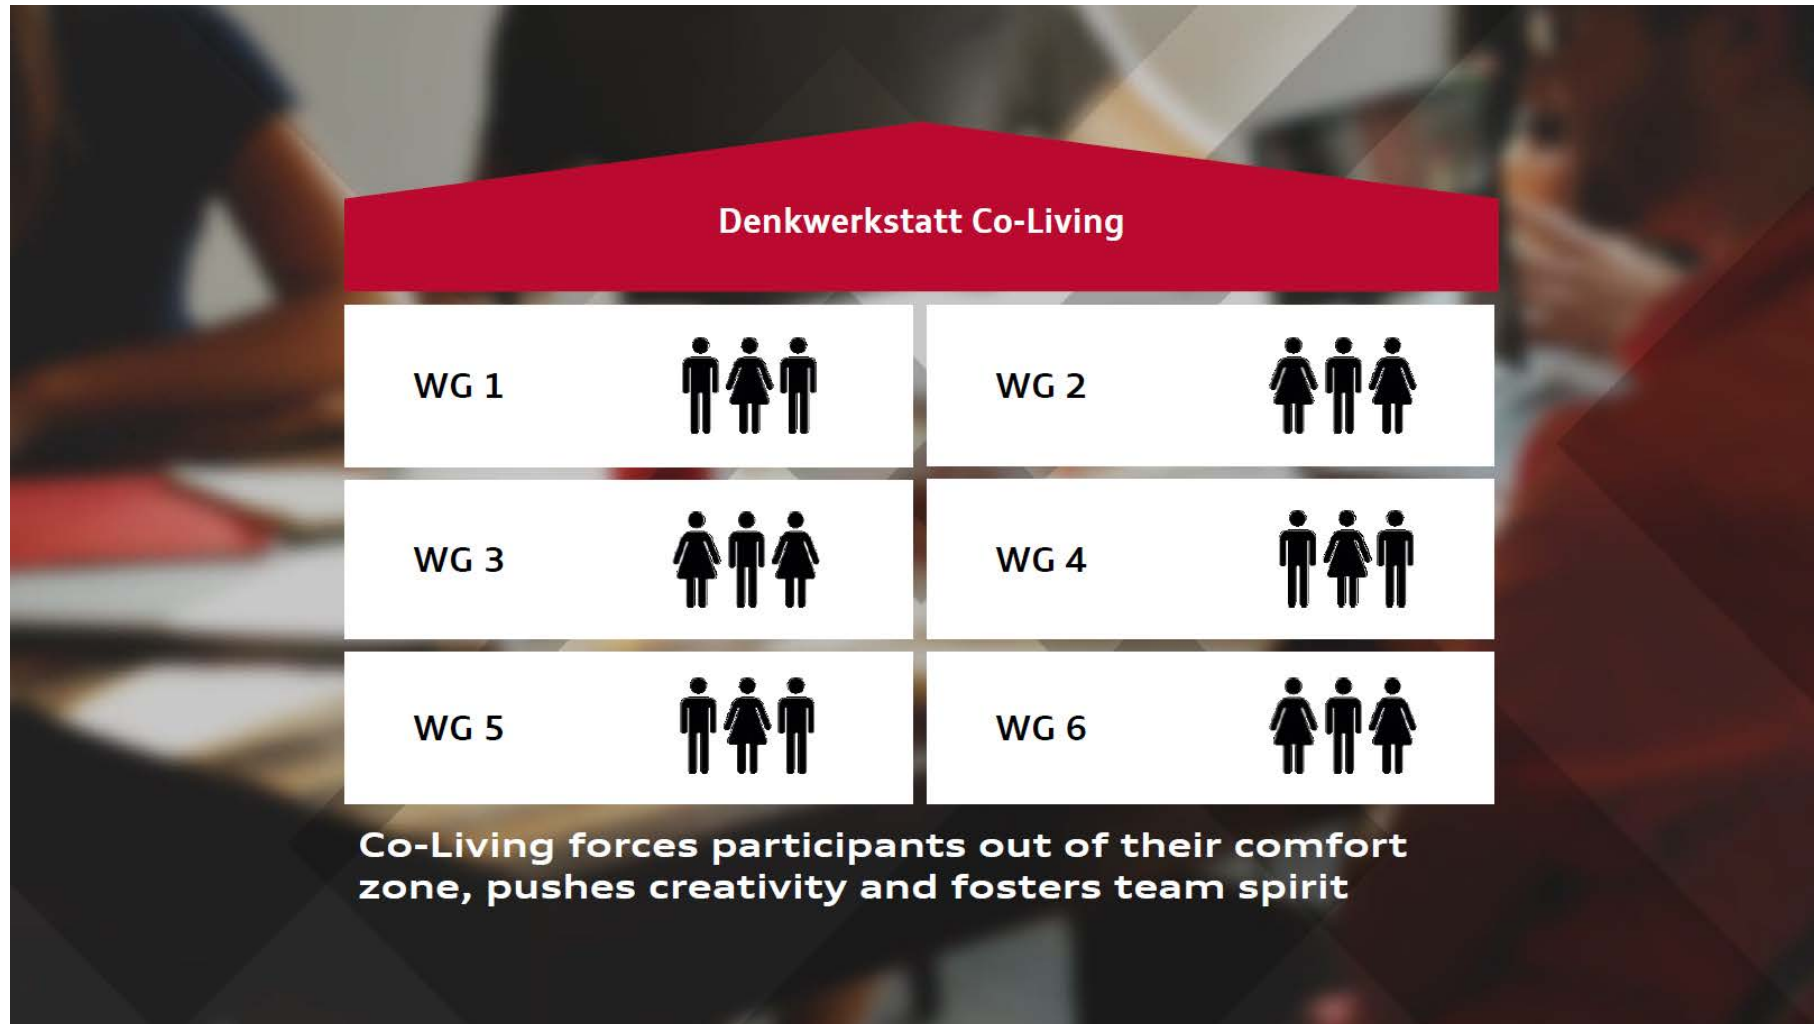 Denkwerkstatt Co-Living
WG 1
WG 2
WG 3
WG 4
WG 5
WG 6
Co-Living forces participants out of their comfort
zone, pushes creativity and fosters team spirit